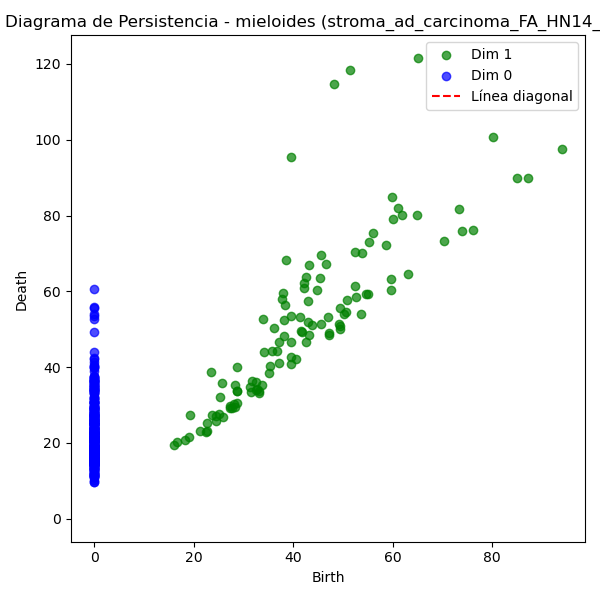 Diagrama de Persistencia - mieloides (stroma_ad_carcinoma_FA_HN14_
Dim 1
Dim 0
Línea diagonal
120
100
80
60
40
20
0
Death
0
20
40
60
80
Birth